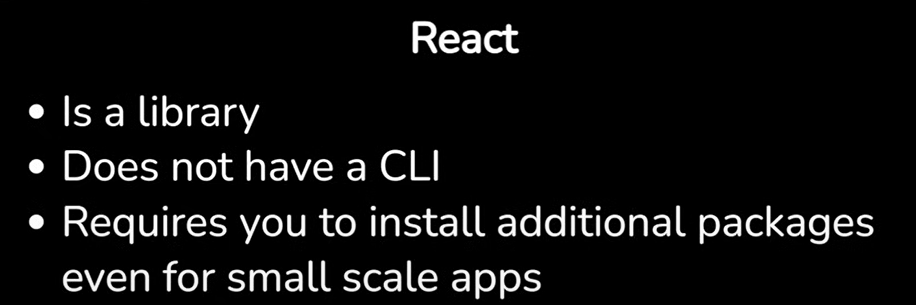 React
• Is a library
• Does not have a CLI
• Requires you to install additional packages
even for small scale apps